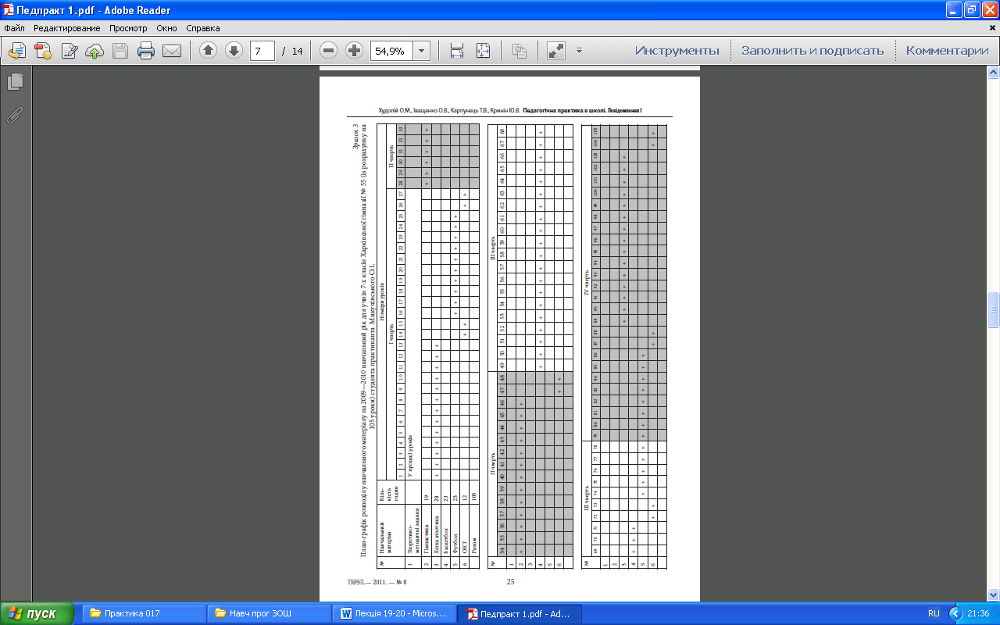 Педпракт 1.pdf - Adobe Reader
Файл Редактирование Просмотр Окно Справка
7 / 14 54,9% Инструменты Заполнить и подписать Комментарии
Худолій О.М., Іващенко О.В., Карпунець Т.В., Кринін Ю.В. Педагогічна практика в школі. Повідомлення І
Зразок 3
План-графік розподілу навчального матеріалу на 2009—2010 навчальний рік для учнів 7-х класів Харківської гімназії № 55 (із розрахунку на
105 уроки) студента практиканта Микулінського О.І.
№ Навчальний матеріал Кіль-кість годин Номери уроків
І чверть ІІ чверть
1 2 3 4 5 6 7 8 9 10 11 12 13 14 15 16 17 18 19 20 21 22 23 24 25 26 27 28 29 30 31 32 33
1 Теоретико-методичні знання У процесі уроків
2 Гімнастика 19 + + + + + +
3 Легка атлетика 28 + + + + + + + + + + + + +
4 Баскетбол 23
5 Футбол 23 + + + + + + + + + +
6 ОКТ 12 + + + +
Разом 105
№ ІІ чверть ІІІ чверть
34 35 36 37 38 39 40 41 42 43 44 45 46 47 48 49 50 51 52 53 54 55 56 57 58 59 60 61 62 63 64 65 66 67 68
1
2 + + + + + + + + + + + + +
3
4 + + + + + + + + + + + + + + + + + + + +
5
6 + +
№ ІІІ чверть IV чверть
69 70 71 72 73 74 75 76 77 78 79 80 81 82 83 84 85 86 87 88 89 90 91 92 93 94 95 96 97 98 99 100 101 102 103 104 105
1
2
3 + + + + + + + + + + + + + + +
4 + + +
5 + + + + + + + + + + + + +
6 + + + + + +
ТМФВ.— 2011. — № 8 25
пуск Практика 017 Навч прог ЗОШ Лекція 19-20 - Micros... Педпракт 1.pdf - Ad... RU 21:36